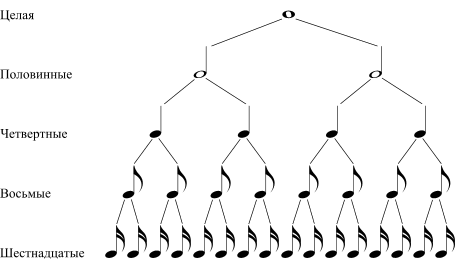 Целая
Половинные
Четвертные
Восьмые
Шестнадцатые